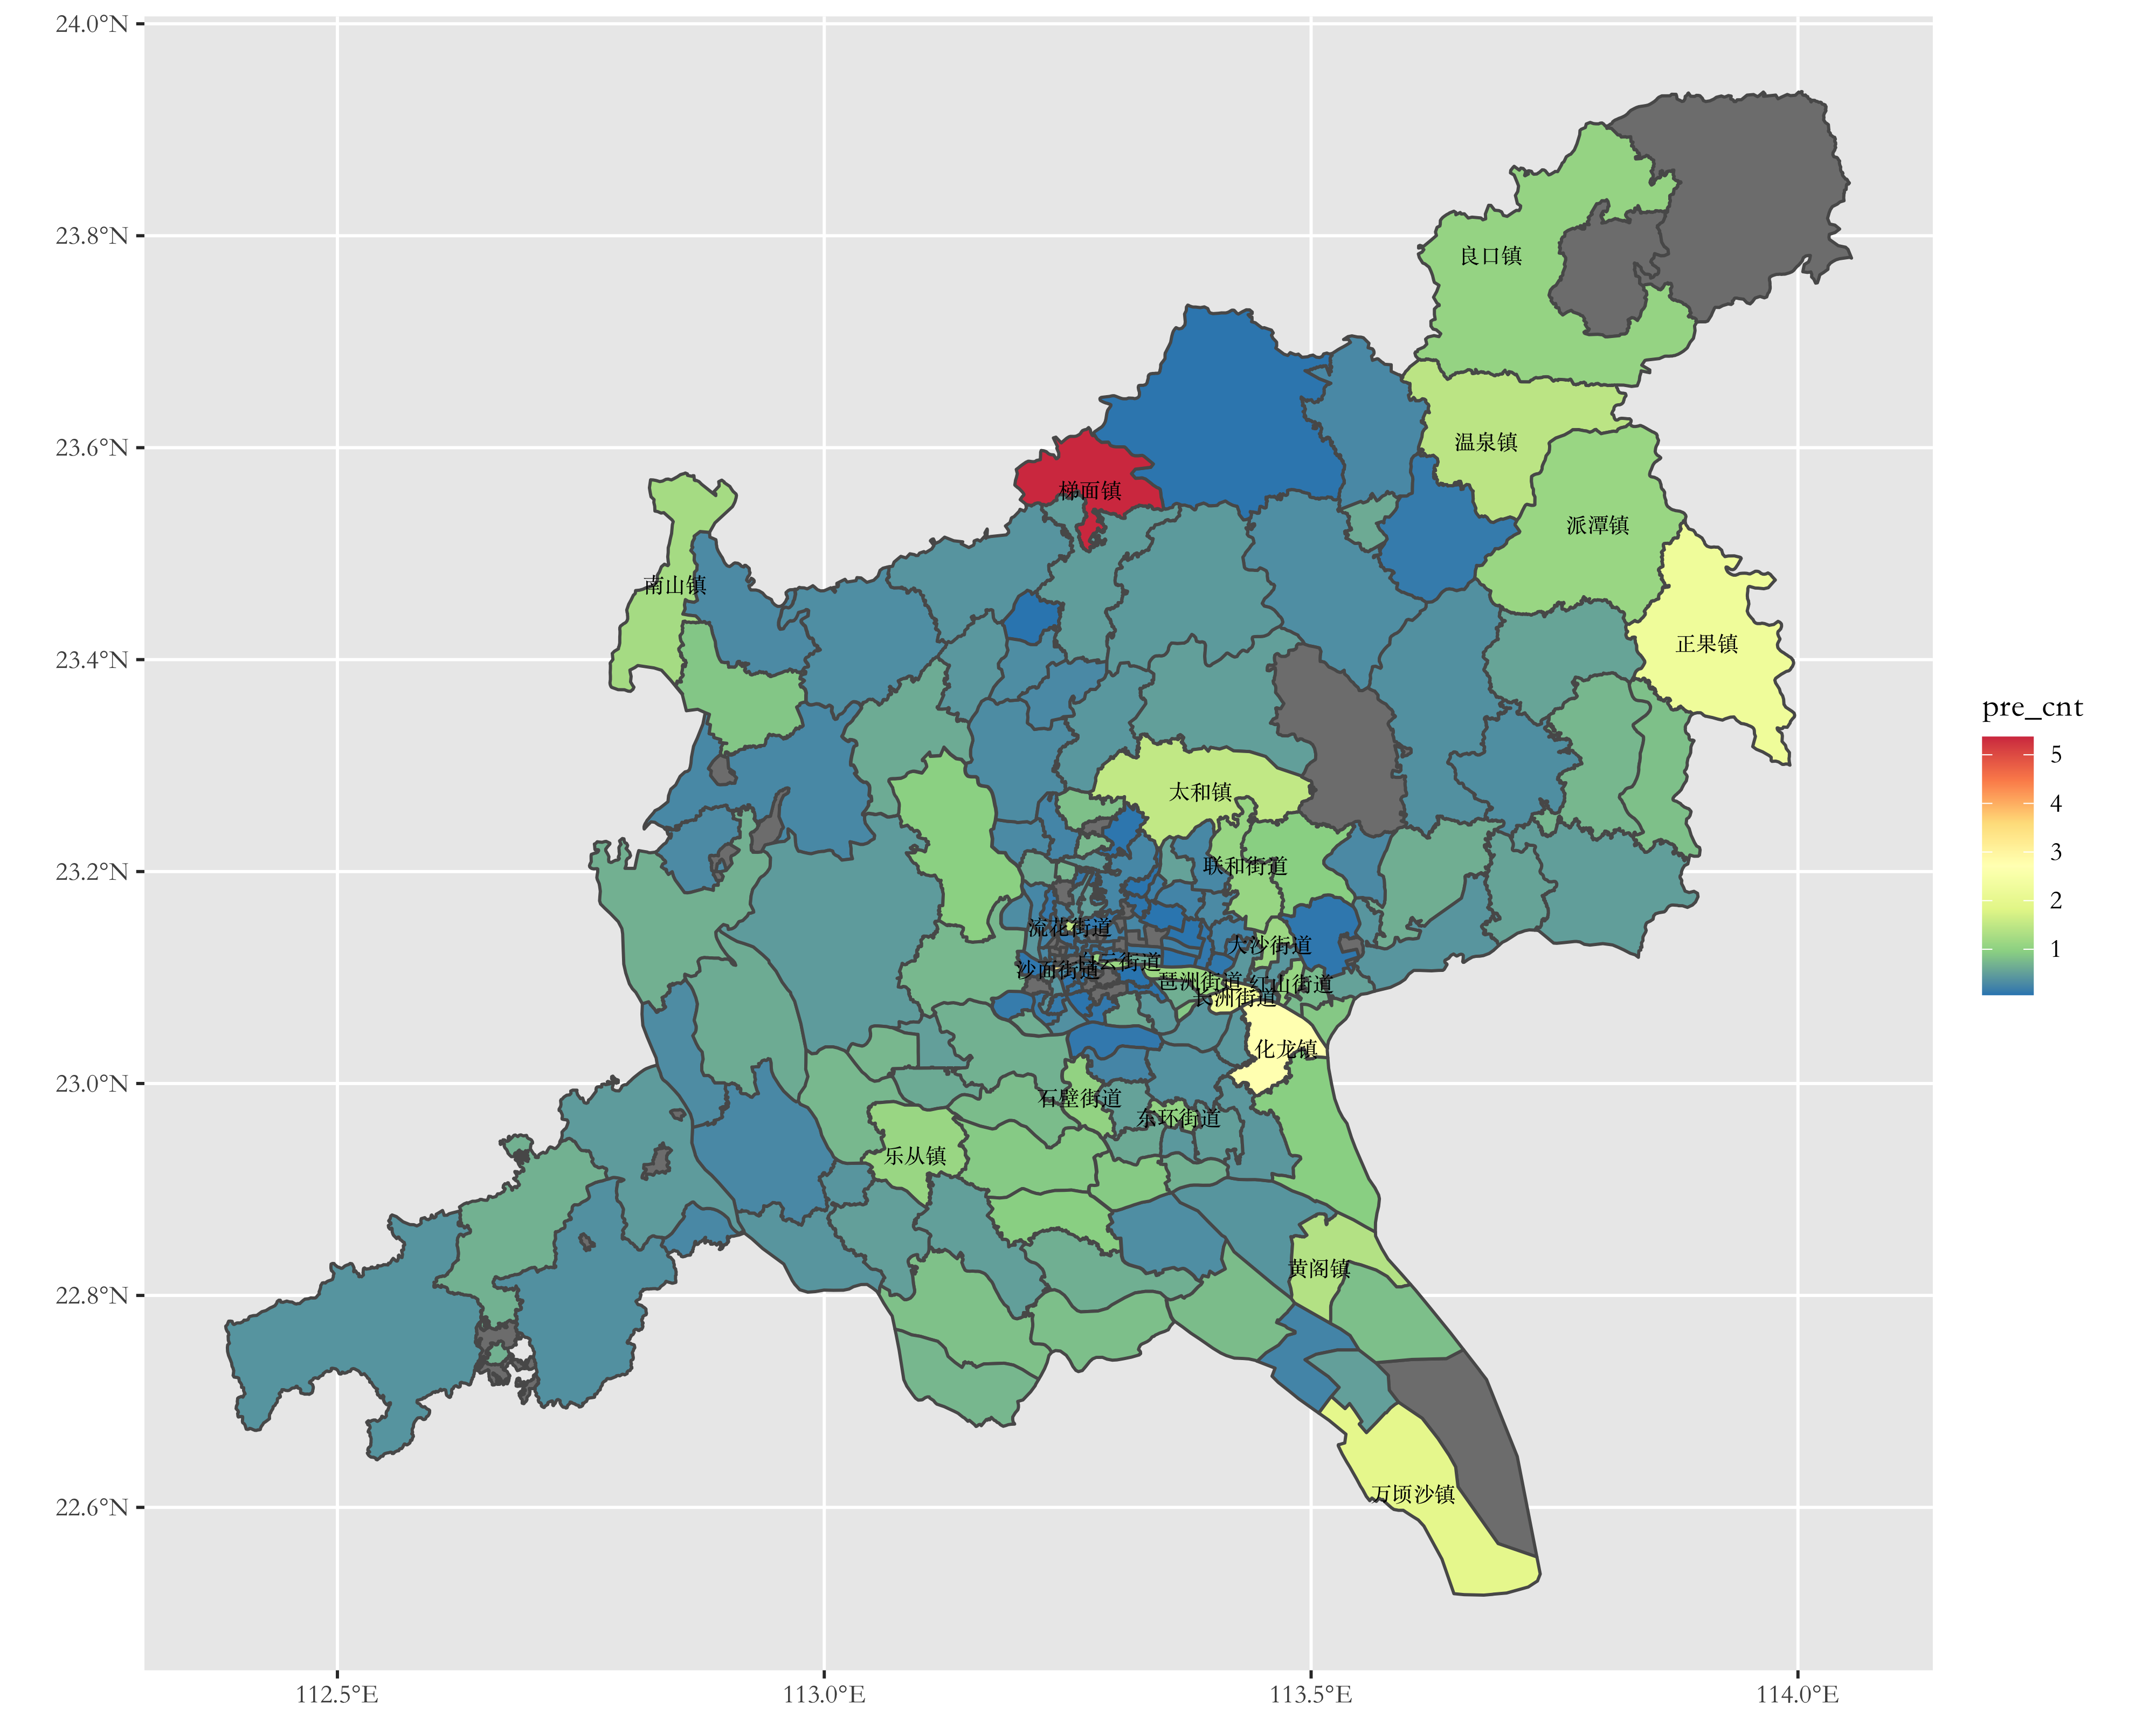 24.0°N
23.8°N
23.6°N
23.4°N
23.2°N
23.0°N
22.8°N
22.6°N
良口镇
温泉镇
梯面镇
派潭镇
南山镇
正果镇
太和镇
联和街道
流花街道
大沙街道
白云街道
沙面街道
琶洲街道
红山街道
长洲街道
化龙镇
石壁街道
东环街道
乐从镇
黄阁镇
万顷沙镇
pre_cnt
5
4
3
2
1
112.5°E
113.0°E
113.5°E
114.0°E